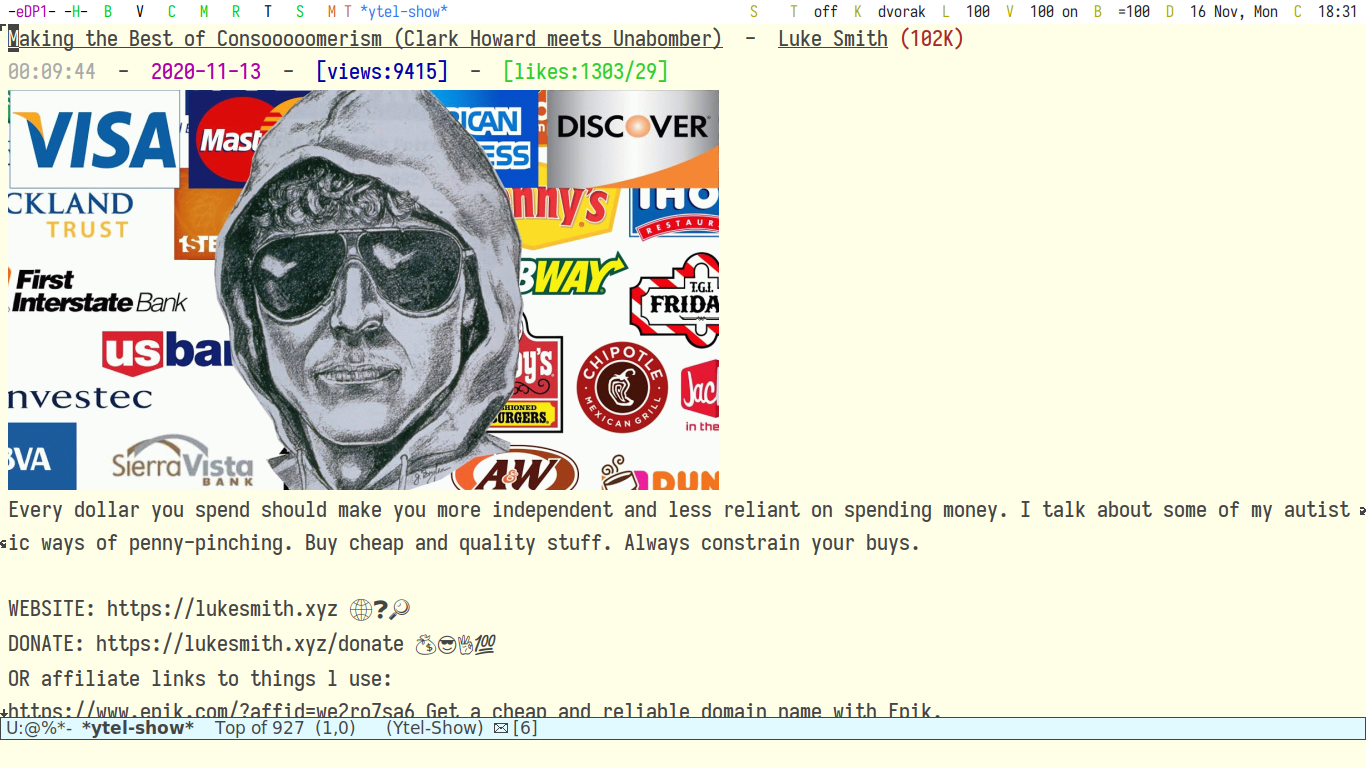 -eDP1- -H- B V C M R T S M T *ytel-show* S T off K dvorak L 100 V 100 on B =100 D 16 Nov, Mon C 18:31
Making the Best of Consooooomerism (Clark Howard meets Unabomber) - Luke Smith (102K)
00:09:44 - 2020-11-13 - [views:9415] - [likes:1303/29]
VISA
Mast
ICAN
ESS
DISCOVER
CKLAND
TRUST
nny's
THO
RESTAUR
First
Interstate Bank
BWAY
T.G.I.
FRIDA
usban
nvestec
y's
HIONED
URGERS.
CHIPOTLE
MEXICAN GRILL
Jac
in the
BVA
SierraVista
BANK
A&W
DUN
Every dollar you spend should make you more independent and less reliant on spending money. I talk about some of my autist
ic ways of penny-pinching. Buy cheap and quality stuff. Always constrain your buys.
WEBSITE: https://lukesmith.xyz 🌐❓🔎
DONATE: https://lukesmith.xyz/donate 💰😎👌💯
OR affiliate links to things l use:
https://www.epik.com/?affid=we2ro7sa6 Get a cheap and reliable domain name with Epik.
U:@%*- *ytel-show* Top of 927 (1,0) (Ytel-Show) ✉ [6]